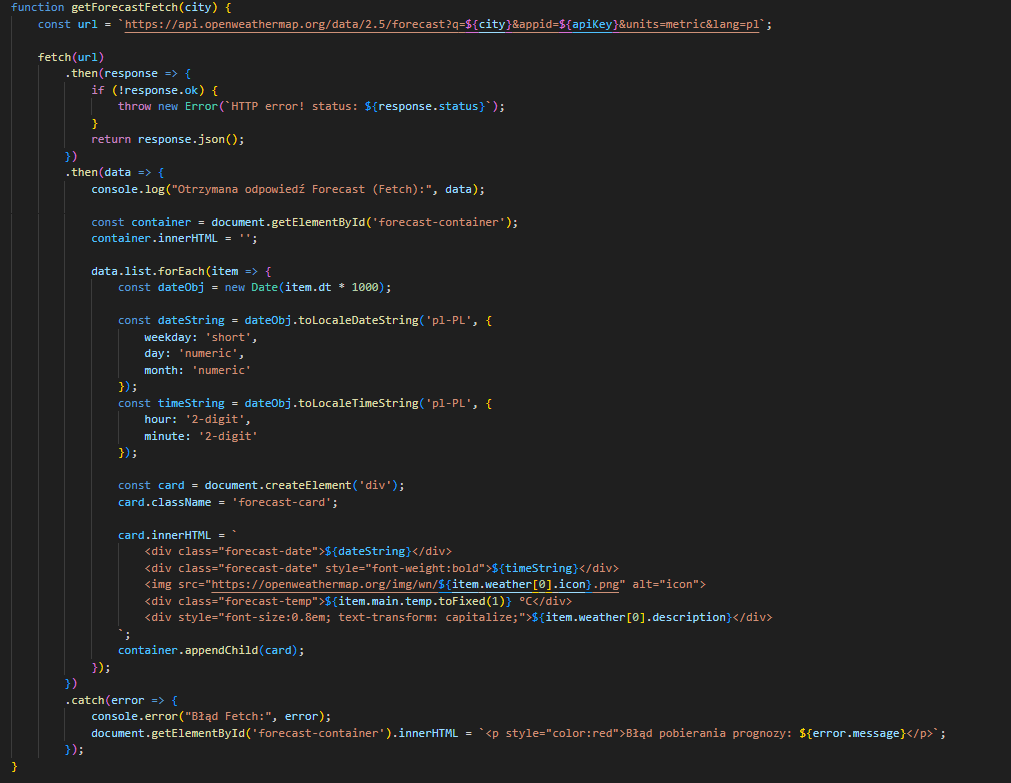 function getForecastFetch(city) {
    const url = `https://api.openweathermap.org/data/2.5/forecast?q=${city}&appid=${apiKey}&units=metric&lang=pl`;

    fetch(url)
        .then(response => {
            if (!response.ok) {
                throw new Error(`HTTP error! status: ${response.status}`);
            }
            return response.json();
        })
        .then(data => {
            console.log("Otrzymana odpowiedź Forecast (Fetch):", data);

            const container = document.getElementById('forecast-container');
            container.innerHTML = '';

            data.list.forEach(item => {
                const dateObj = new Date(item.dt * 1000);

                const dateString = dateObj.toLocaleDateString('pl-PL', {
                    weekday: 'short',
                    day: 'numeric',
                    month: 'numeric'
                });
                const timeString = dateObj.toLocaleTimeString('pl-PL', {
                    hour: '2-digit',
                    minute: '2-digit'
                });

                const card = document.createElement('div');
                card.className = 'forecast-card';

                card.innerHTML = `
                    <div class="forecast-date">${dateString}</div>
                    <div class="forecast-date" style="font-weight:bold">${timeString}</div>
                    <img src="https://openweathermap.org/img/wn/${item.weather[0].icon}.png" alt="icon">
                    <div class="forecast-temp">${item.main.temp.toFixed(1)} °C</div>
                    <div style="font-size:0.8em; text-transform: capitalize;">${item.weather[0].description}</div>
                `;
                container.appendChild(card);
            });
        })
        .catch(error => {
            console.error("Błąd Fetch:", error);
            document.getElementById('forecast-container').innerHTML = `<p style="color:red">Błąd pobierania prognozy: ${error.message}</p>`;
        });
}